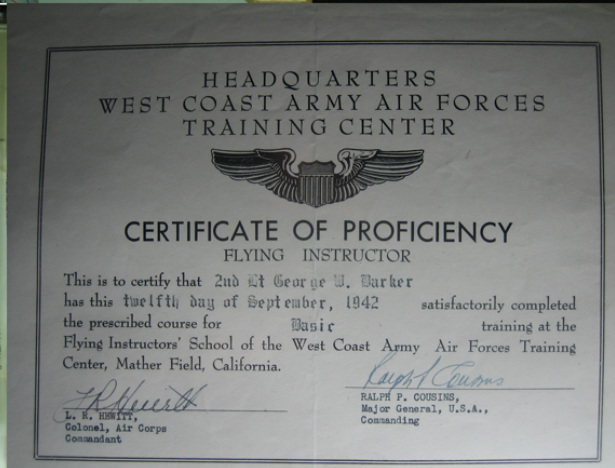 HEADQUARTERS
WEST COAST ARMY AIR FORCES
TRAINING CENTER
CERTIFICATE OF PROFICIENCY
FLYING INSTRUCTOR
This is to certify that 2nd Lt George W. Barker
has this twelfth day of September, 1942 satisfactorily completed
the prescribed course for Basic training at the
Flying Instructors' School of the West Coast Army Air Forces Training
Center, Mather Field, California.
L. R. HEWITT,
Colonel, Air Corps
Commandant
Ralph P Cousins
RALPH P. COUSINS,
Major General, U.S.A.,
Commanding